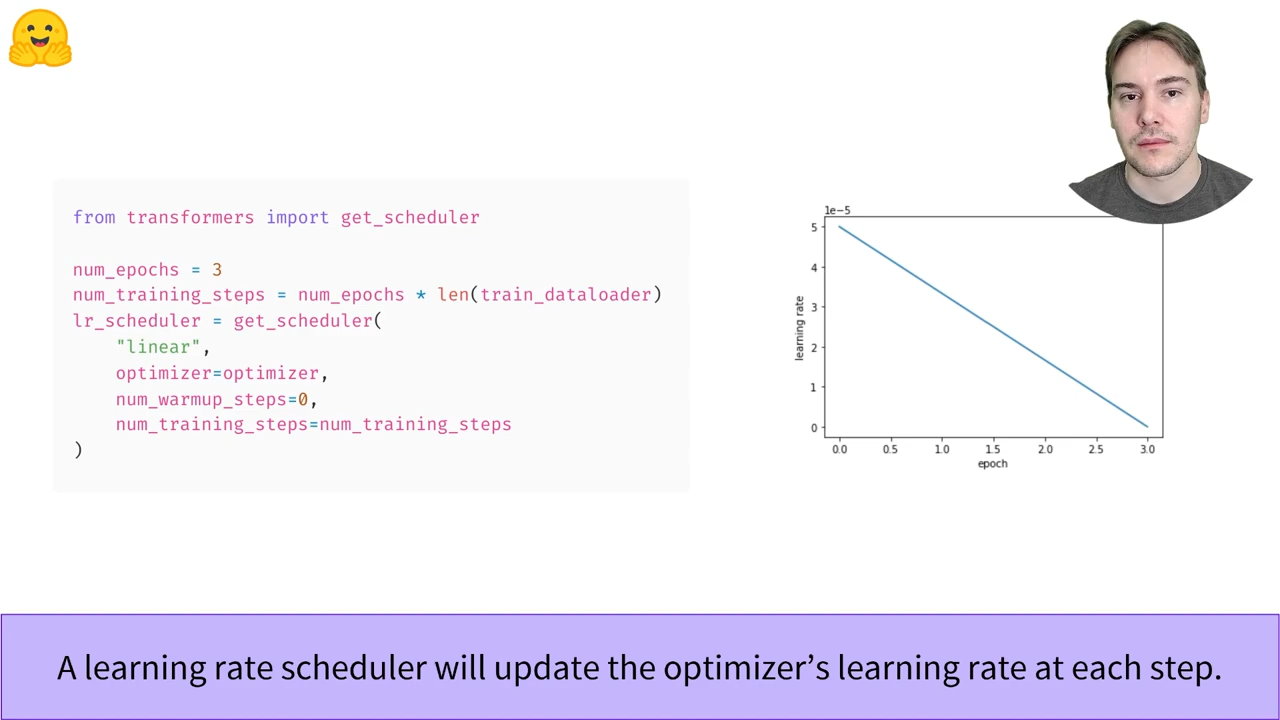 from transformers import get_scheduler
num_epochs = 3
num_training_steps = num_epochs * len(train_dataloader)
lr_scheduler = get_scheduler(
    "linear",
    optimizer=optimizer,
    num_warmup_steps=0,
    num_training_steps=num_training_steps
)
1e−5
5
4
3
2
1
0
learning rate
0.0 0.5 1.0 1.5 2.0 2.5 3.0
epoch
A learning rate scheduler will update the optimizer’s learning rate at each step.